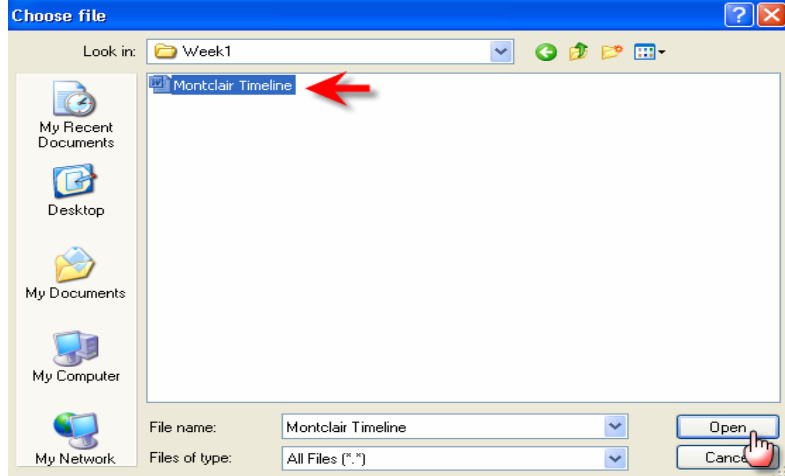 Choose file
Look in:
Week1
Montclair Timeline
My Recent
Documents
Desktop
My Documents
My Computer
My Network
File name:
Montclair Timeline
Open
Files of type:
All Files (*.*)
Cance